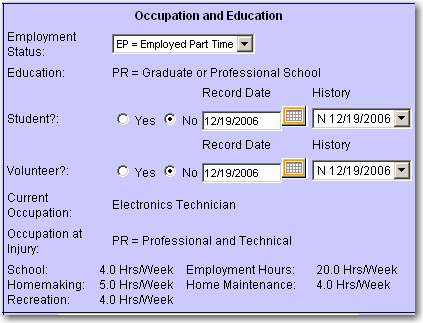 Occupation and Education
Employment Status: EP = Employed Part Time
Education: PR = Graduate or Professional School
Record Date History
Student?: Yes No 12/19/2006 N 12/19/2006
Record Date History
Volunteer?: Yes No 12/19/2006 N 12/19/2006
Current Occupation: Electronics Technician
Occupation at Injury: PR = Professional and Technical
School: 4.0 Hrs/Week Employment Hours: 20.0 Hrs/Week
Homemaking: 5.0 Hrs/Week Home Maintenance: 4.0 Hrs/Week
Recreation: 4.0 Hrs/Week